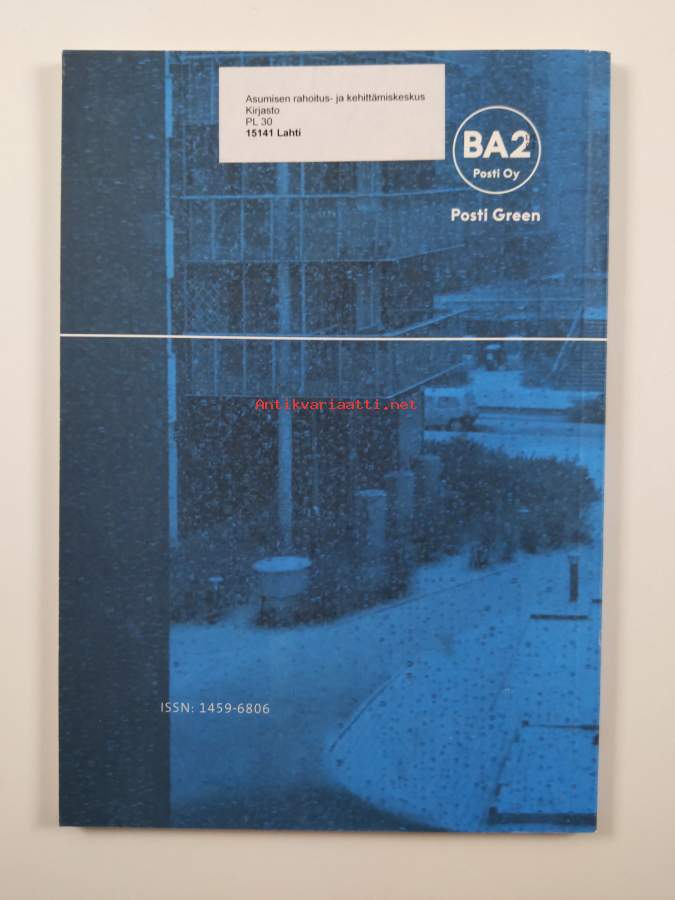 Asumisen rahoitus- ja kehittämiskeskus
Kirjasto
PL 30
15141 Lahti
BA2
Posti Oy
Posti Green
Antikvariaatti.net
ISSN: 1459-6806